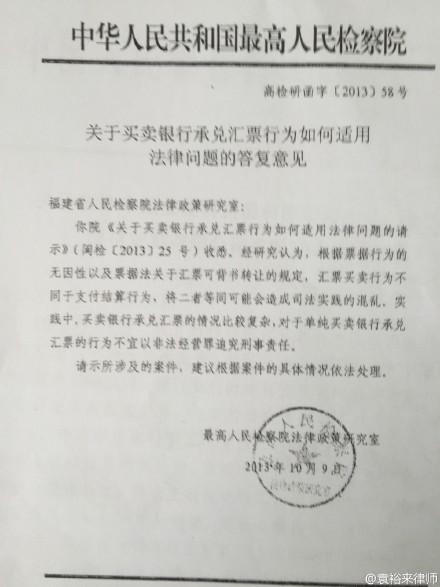 中华人民共和国最高人民检察院
高检研函字〔2013〕58号
关于买卖银行承兑汇票行为如何适用
法律问题的答复意见
福建省人民检察院法律政策研究室：
你院《关于买卖银行承兑汇票行为如何适用法律问题的请
示》（闽检〔2013〕25号）收悉。经研究认为，根据票据行为的
无因性以及票据法关于汇票可背书转让的规定，汇票买卖行为不
同于支付结算行为，将二者等同可能会造成司法实践的混乱。实
践中，买卖银行承兑汇票的情况比较复杂，对于单纯买卖银行承兑
汇票的行为不宜以非法经营罪追究刑事责任。
请示所涉及的案件，建议根据案件的具体情况依法处理。
最高人民检察院法律政策研究室
2013年10月9日
@袁裕来律师